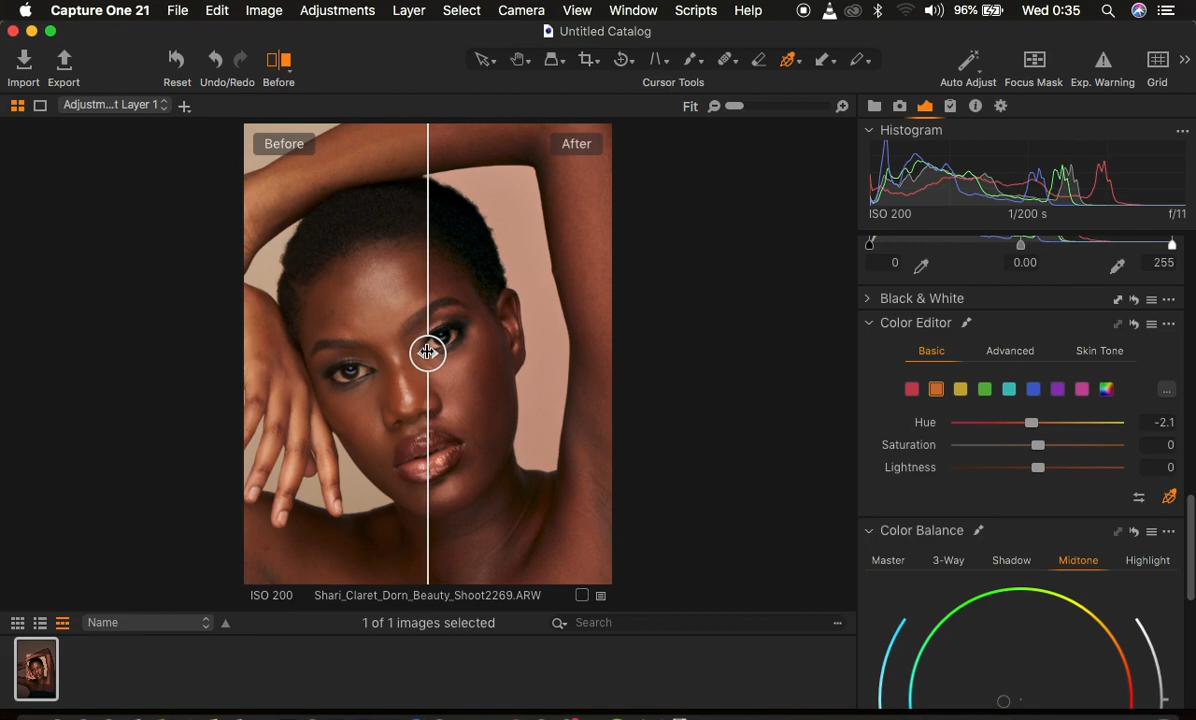 Capture One 21 File Edit Image Adjustments Layer Select Camera View Window Scripts Help 96% Wed 0:35
Untitled Catalog
Import Export Reset Undo/Redo Before Cursor Tools Auto Adjust Focus Mask Exp. Warning Grid
Adjustm...t Layer 1 Fit
Histogram
Before After
ISO 200 1/200 s f/11
0 0.00 255
Black & White
Color Editor
Basic Advanced Skin Tone
Hue -2.1
Saturation 0
Lightness 0
Color Balance
Master 3-Way Shadow Midtone Highlight
ISO 200 Shari_Claret_Dorn_Beauty_Shoot2269.ARW
Name 1 of 1 images selected Search